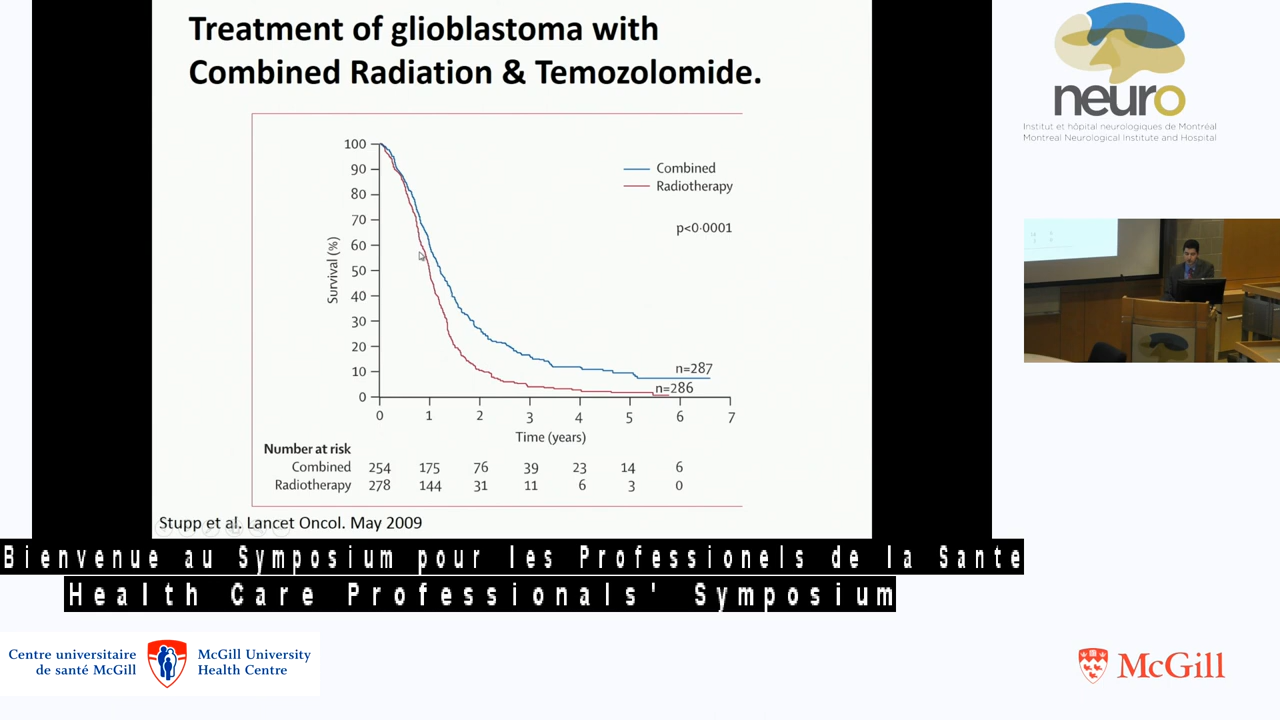 Treatment of glioblastoma with
Combined Radiation & Temozolomide.
100
90
80
70
60
50
40
30
20
10
0
Survival (%)
Combined
Radiotherapy
p<0·0001
n=287
n=286
0 1 2 3 4 5 6 7
Time (years)
Number at risk
Combined 254 175 76 39 23 14 6
Radiotherapy 278 144 31 11 6 3 0
Stupp et al. Lancet Oncol. May 2009
neuro
Institut et hôpital neurologiques de Montréal
Montreal Neurological Institute and Hospital
Bienvenue au Symposium pour les Professionels de la Sante
Health Care Professionals' Symposium
Centre universitaire
de santé McGill
McGill University
Health Centre
McGill